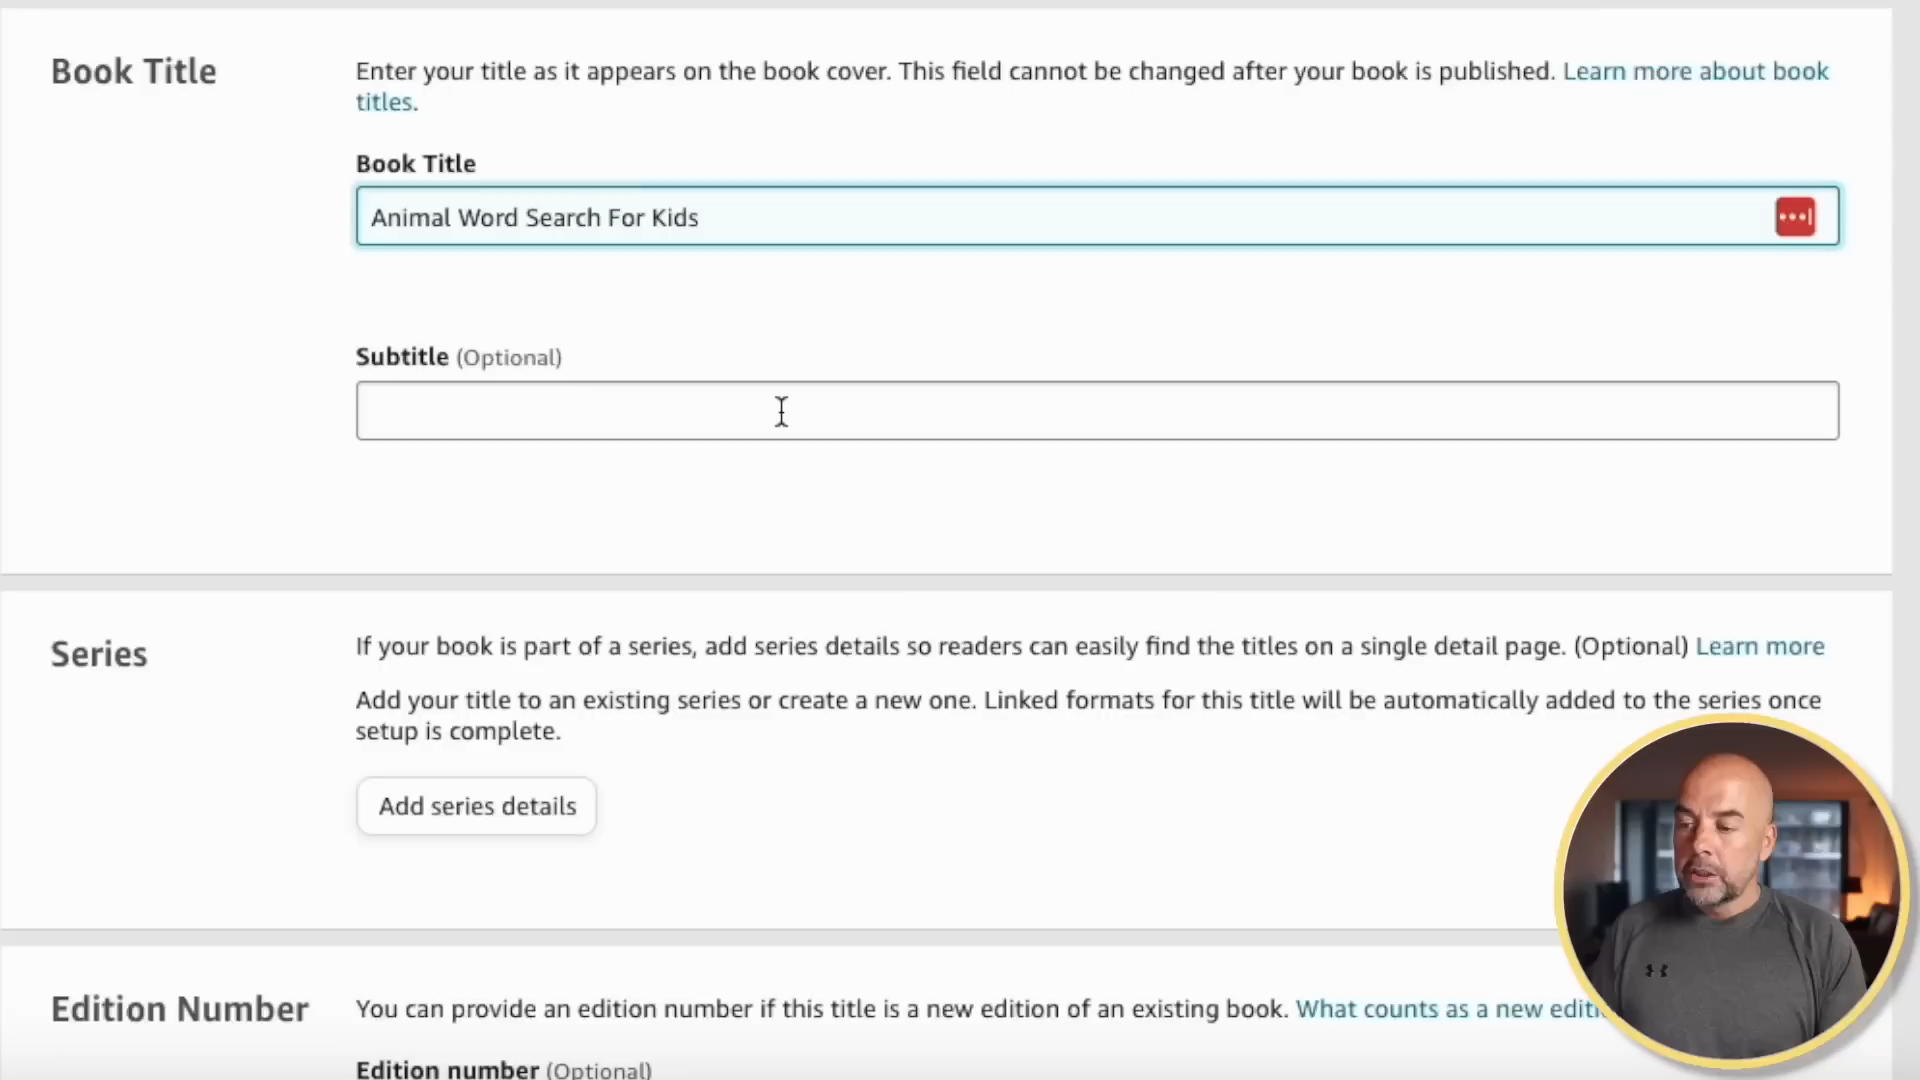 Book Title
Enter your title as it appears on the book cover. This field cannot be changed after your book is published. Learn more about book
titles.
Book Title
Animal Word Search For Kids
Subtitle (Optional)
Series
If your book is part of a series, add series details so readers can easily find the titles on a single detail page. (Optional) Learn more
Add your title to an existing series or create a new one. Linked formats for this title will be automatically added to the series once
setup is complete.
Add series details
Edition Number
You can provide an edition number if this title is a new edition of an existing book. What counts as a new
Edition number (Optional)